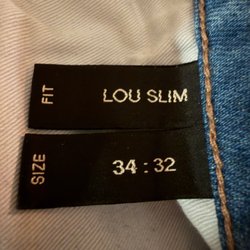 FIT LOU SLIM
SIZE 34 : 32